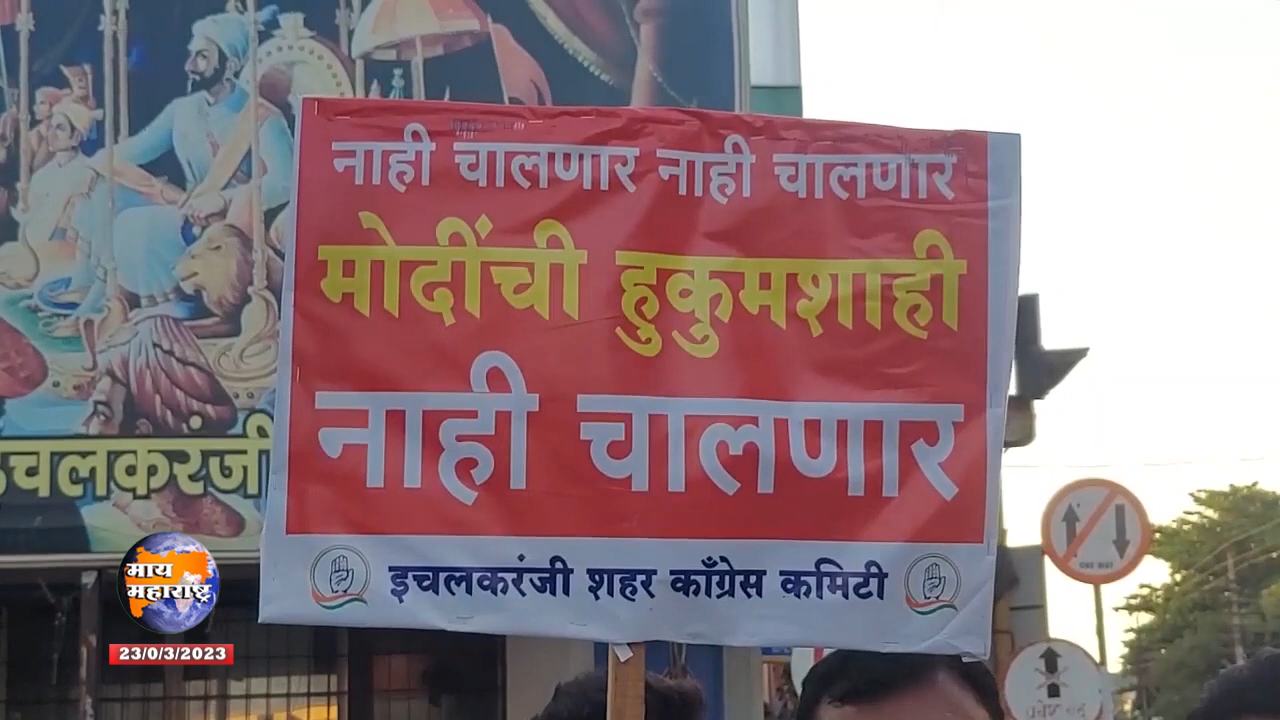 नाही चालणार नाही चालणार
मोदींची हुकुमशाही
नाही चालणार
इचलकरंजी शहर काँग्रेस कमिटी
चलकरंजी
माय
महाराष्ट्र
23/0/3/2023